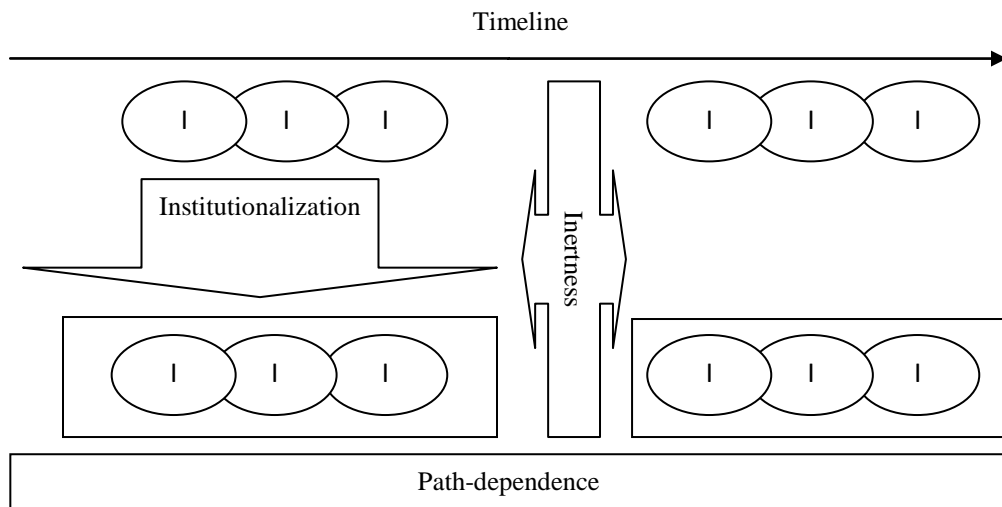 Timeline
I I I I I I
Institutionalization
Inertness
I I I I I I
Path-dependence